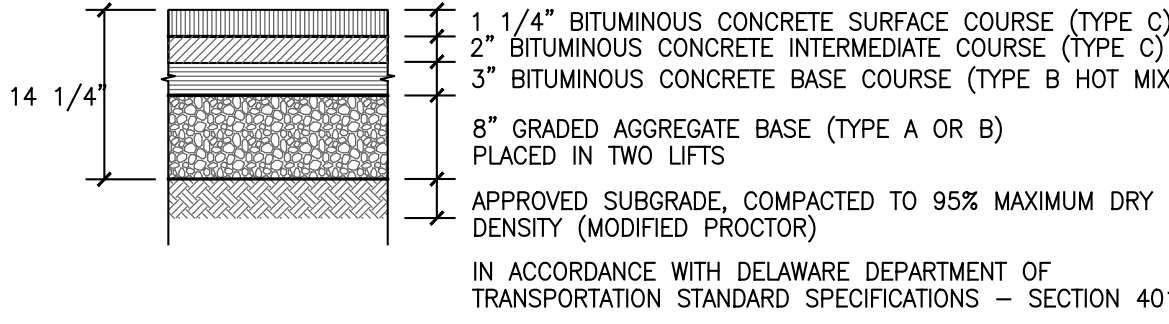 1 1/4” BITUMINOUS CONCRETE SURFACE COURSE (TYPE C)
2” BITUMINOUS CONCRETE INTERMEDIATE COURSE (TYPE C)
3” BITUMINOUS CONCRETE BASE COURSE (TYPE B HOT MIX
14 1/4”
8” GRADED AGGREGATE BASE (TYPE A OR B)
PLACED IN TWO LIFTS
APPROVED SUBGRADE, COMPACTED TO 95% MAXIMUM DRY
DENSITY (MODIFIED PROCTOR)
IN ACCORDANCE WITH DELAWARE DEPARTMENT OF
TRANSPORTATION STANDARD SPECIFICATIONS – SECTION